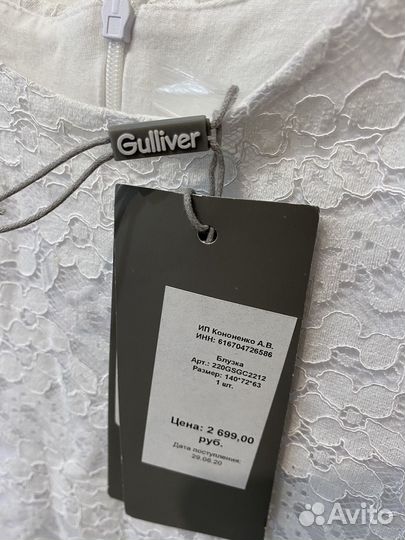 Gulliver
ИП Кононенко А.В.
ИНН: 616704726586
Блузка
Арт.: 220GSGC2212
Размер: 140*72*63
1 шт.
Цена: 2 699,00
руб.
Дата поступления:
29.06.20
Avito